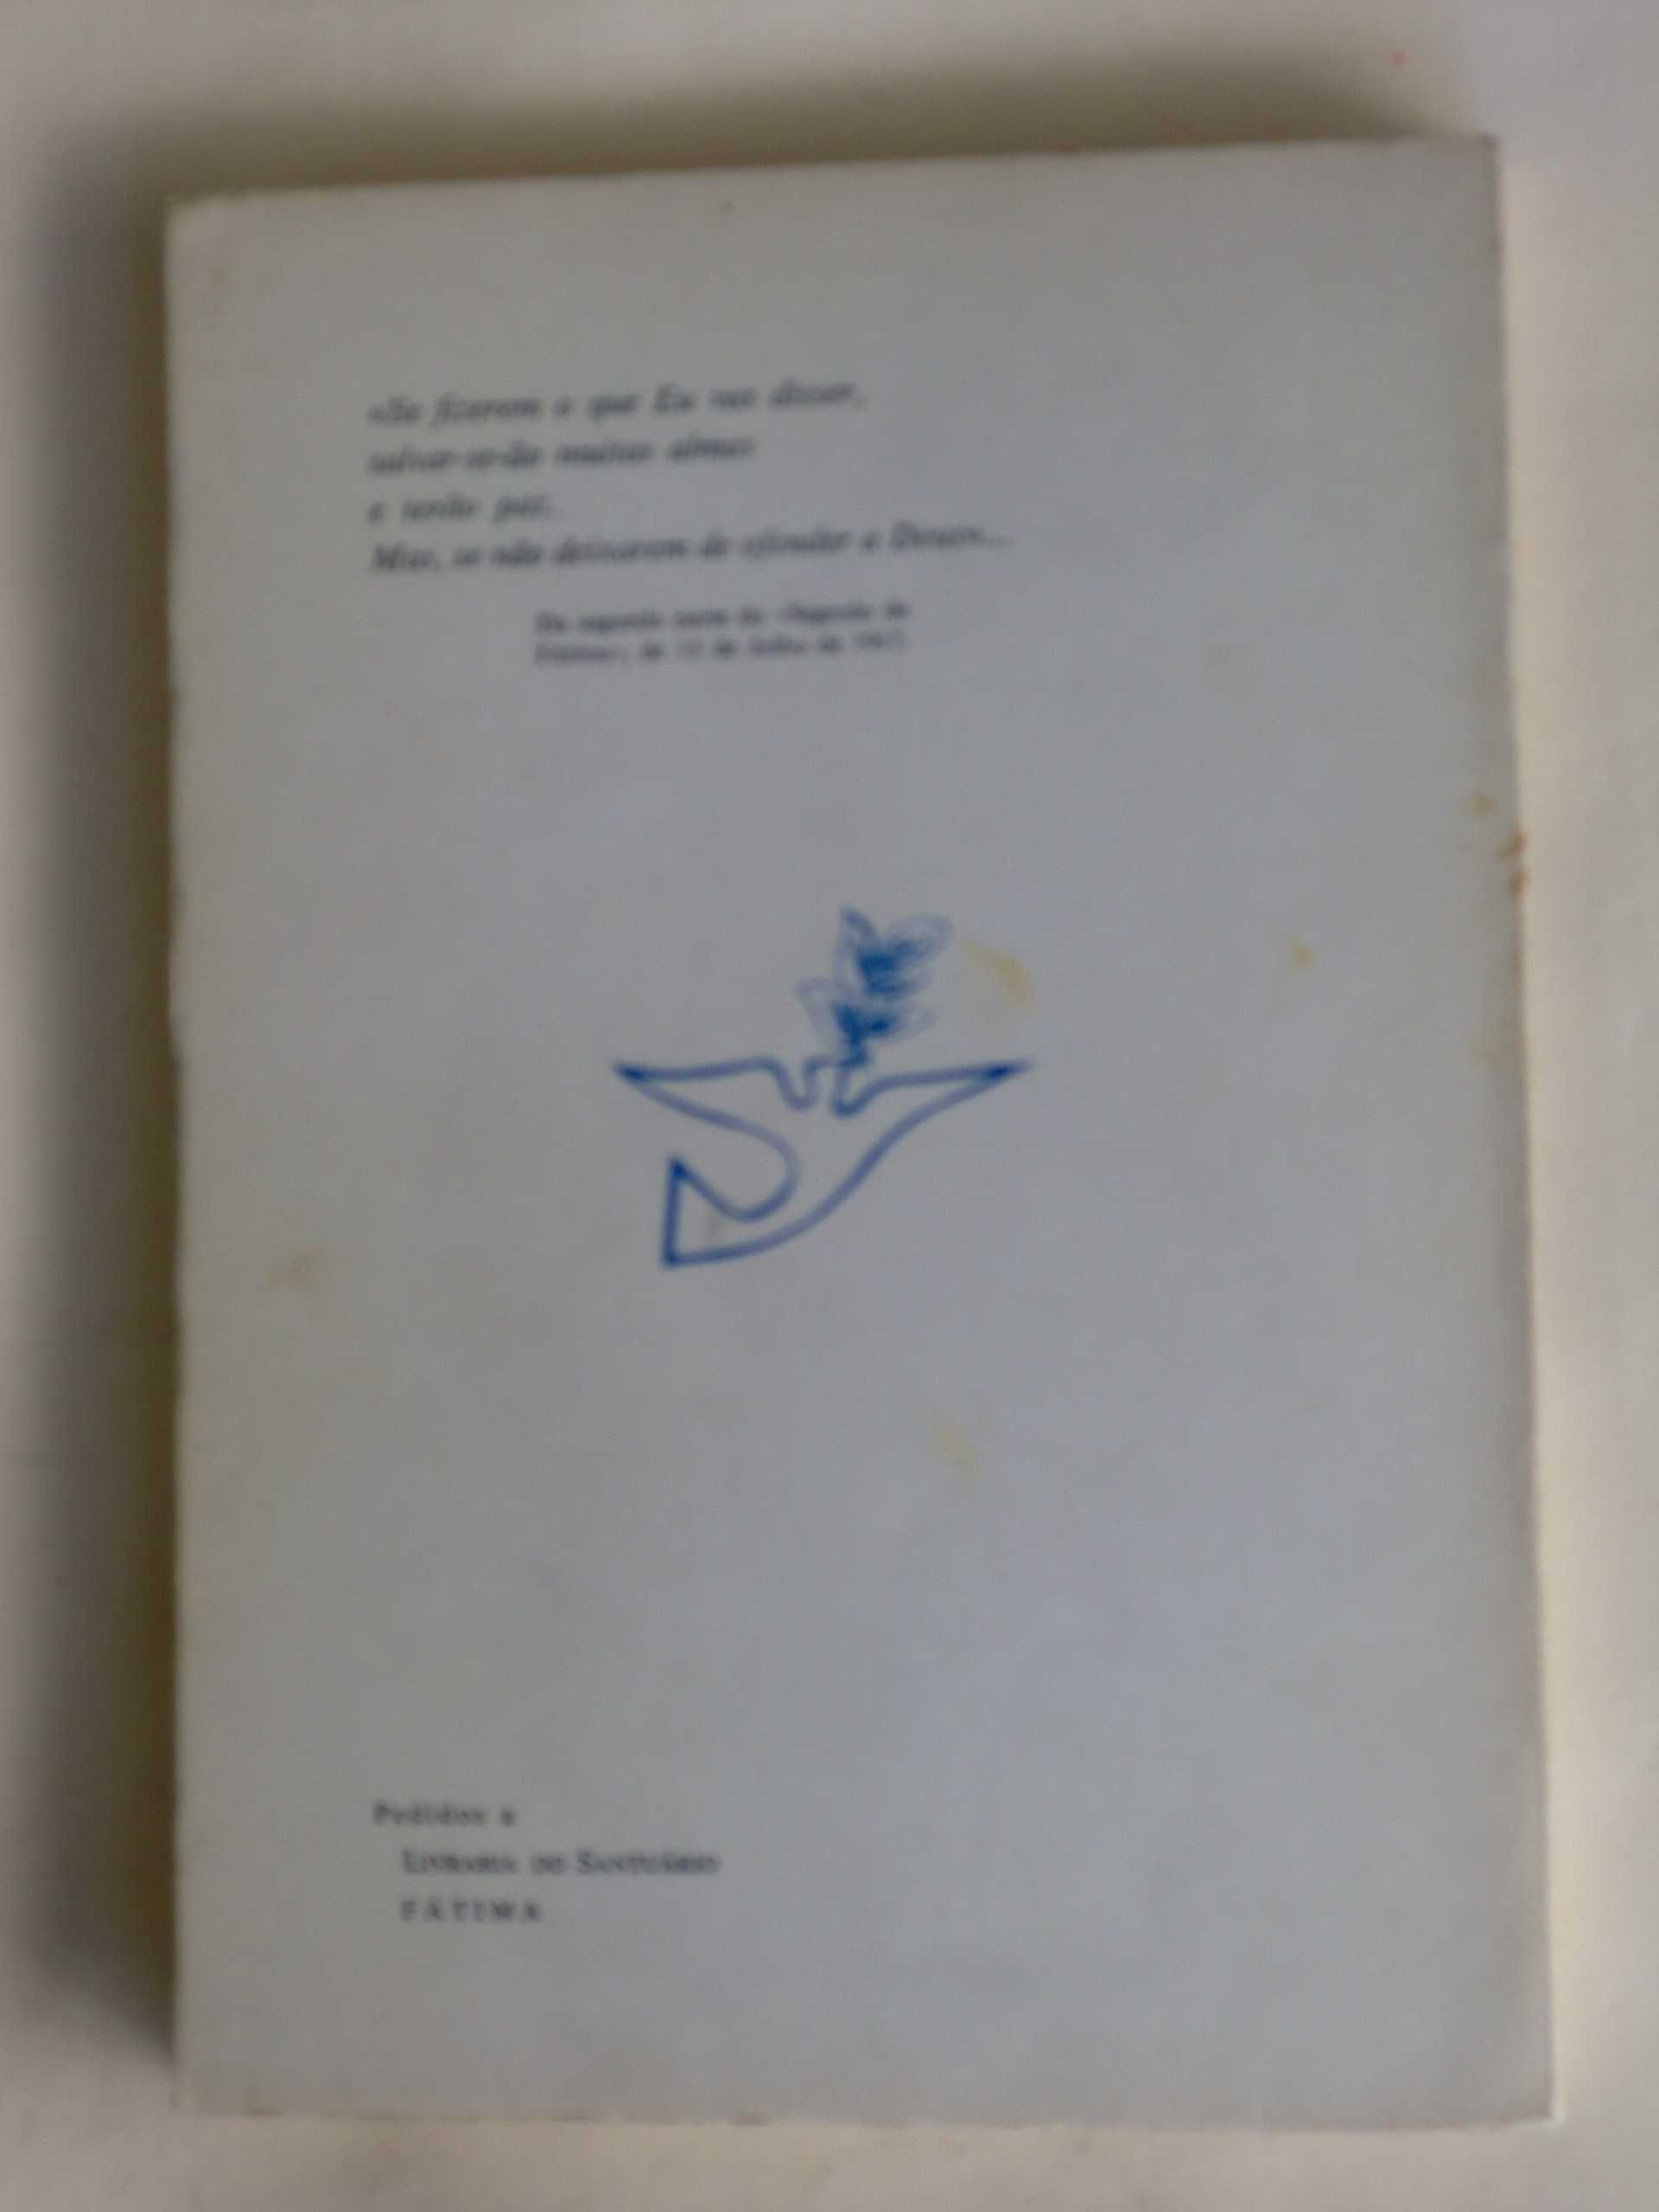 «Se fizerem o que Eu vos disser,
salvar-se-ão muitas almas
e terão paz.
Mas, se não deixarem de ofender a Deus»...
Da segunda parte do «Segredo de
Fátima», de 13 de Julho de 1917.
Pedidos a
LIVRARIA DO SANTUÁRIO
FÁTIMA